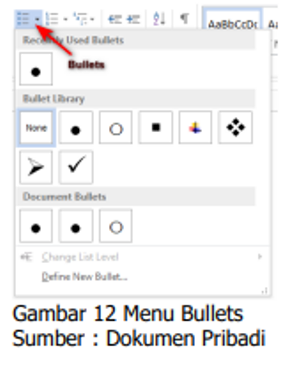 AaBbCcDc
Recently Used Bullets
Bullets
Bullet Library
None
Document Bullets
Change List Level
Define New Bullet...
Gambar 12 Menu Bullets
Sumber : Dokumen Pribadi